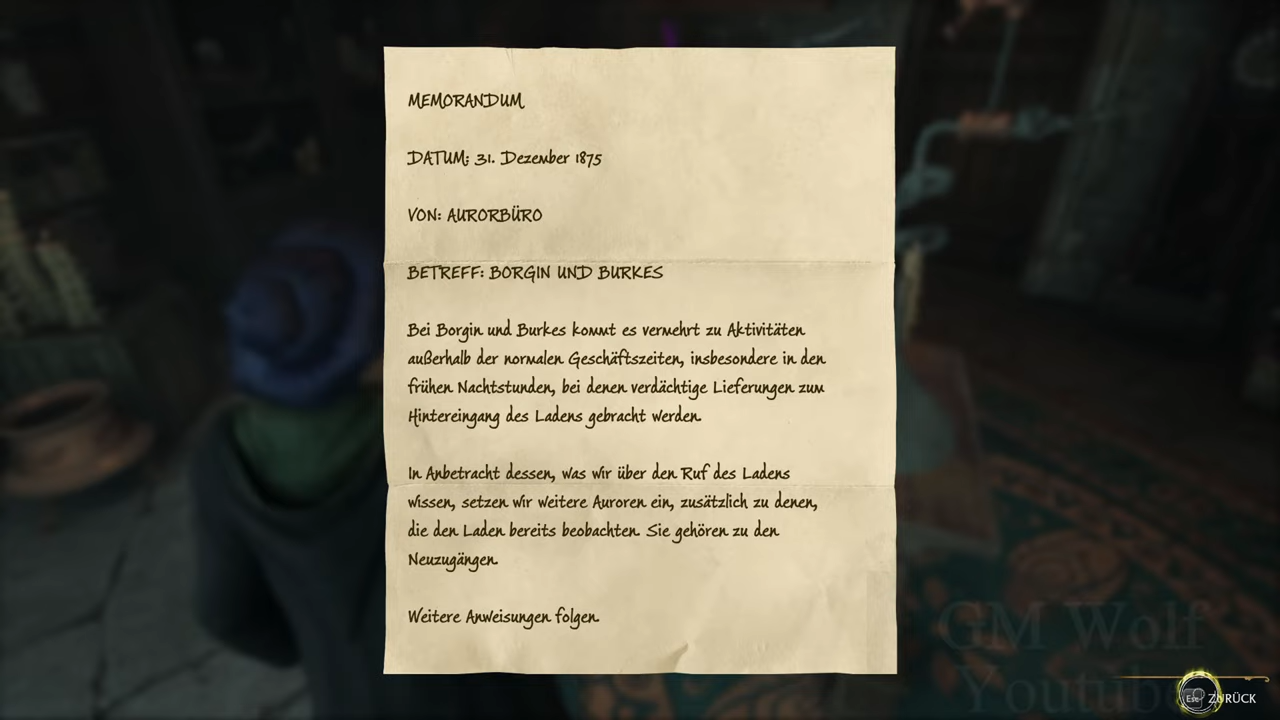 MEMORANDUM
DATUM: 31. Dezember 1875
VON: AURORBÜRO
BETREFF: BORGIN UND BURKES
Bei Borgin und Burkes kommt es vermehrt zu Aktivitäten
außerhalb der normalen Geschäftszeiten, insbesondere in den
frühen Nachtstunden, bei denen verdächtige Lieferungen zum
Hintereingang des Ladens gebracht werden.
In Anbetracht dessen, was wir über den Ruf des Ladens
wissen, setzen wir weitere Auroren ein, zusätzlich zu denen,
die den Laden bereits beobachten. Sie gehören zu den
Neuzugängen.
Weitere Anweisungen folgen.
GM Wolf
Youtube
Esc ZURÜCK